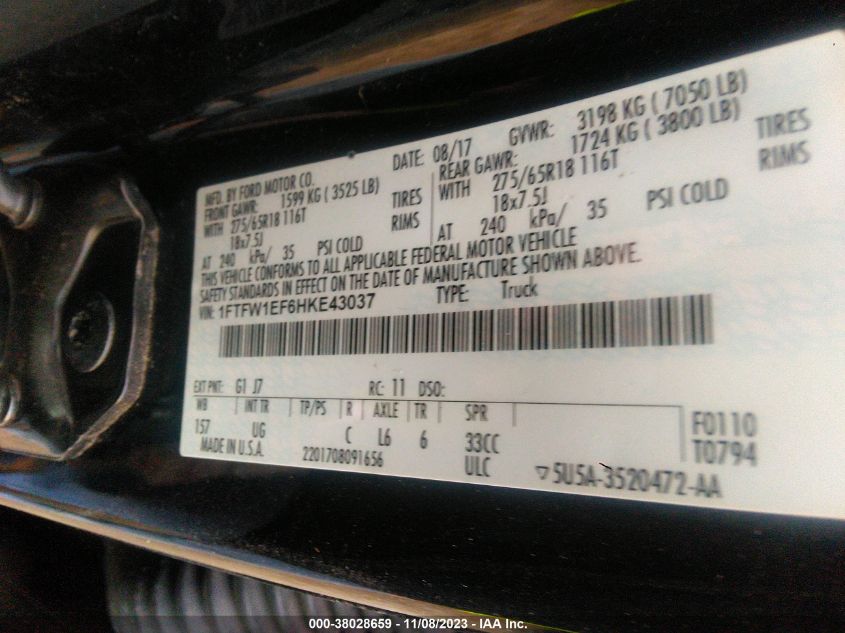 MFD. BY FORD MOTOR CO.
DATE: 08/17 GVWR: 3198 KG ( 7050 LB)
FRONT GAWR: 1599 KG ( 3525 LB)
REAR GAWR: 1724 KG ( 3800 LB)
WITH 275/65R18 116T TIRES
WITH 275/65R18 116T TIRES
18x7.5J RIMS
18x7.5J RIMS
AT 240 kPa/ 35 PSI COLD
AT 240 kPa/ 35 PSI COLD
THIS VEHICLE CONFORMS TO ALL APPLICABLE FEDERAL MOTOR VEHICLE
SAFETY STANDARDS IN EFFECT ON THE DATE OF MANUFACTURE SHOWN ABOVE.
VIN: 1FTFW1EF6HKE43037 TYPE: Truck
EXT PNT: G1 J7 RC: 11 DSO:
WB INT TR TP/PS R AXLE TR SPR
157 UG C L6 6 33CC F0110
MADE IN U.S.A. 2201708091656 ULC T0794
5U5A-3520472-AA
000-38028659 - 11/08/2023 - IAA Inc.